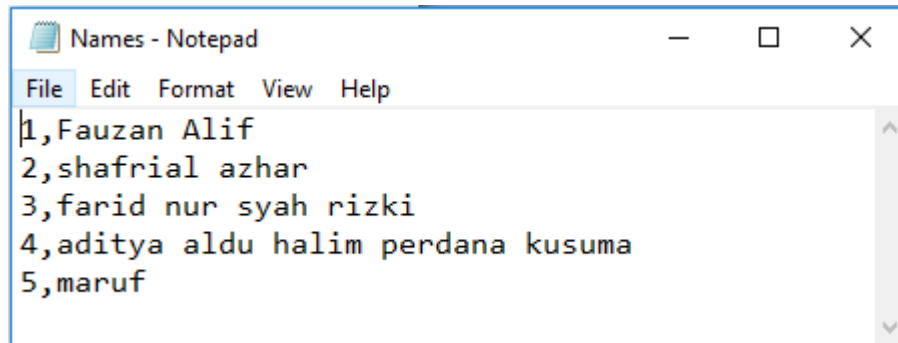 Names - Notepad
File Edit Format View Help
1,Fauzan Alif
2,shafrial azhar
3,farid nur syah rizki
4,aditya aldu halim perdana kusuma
5,maruf